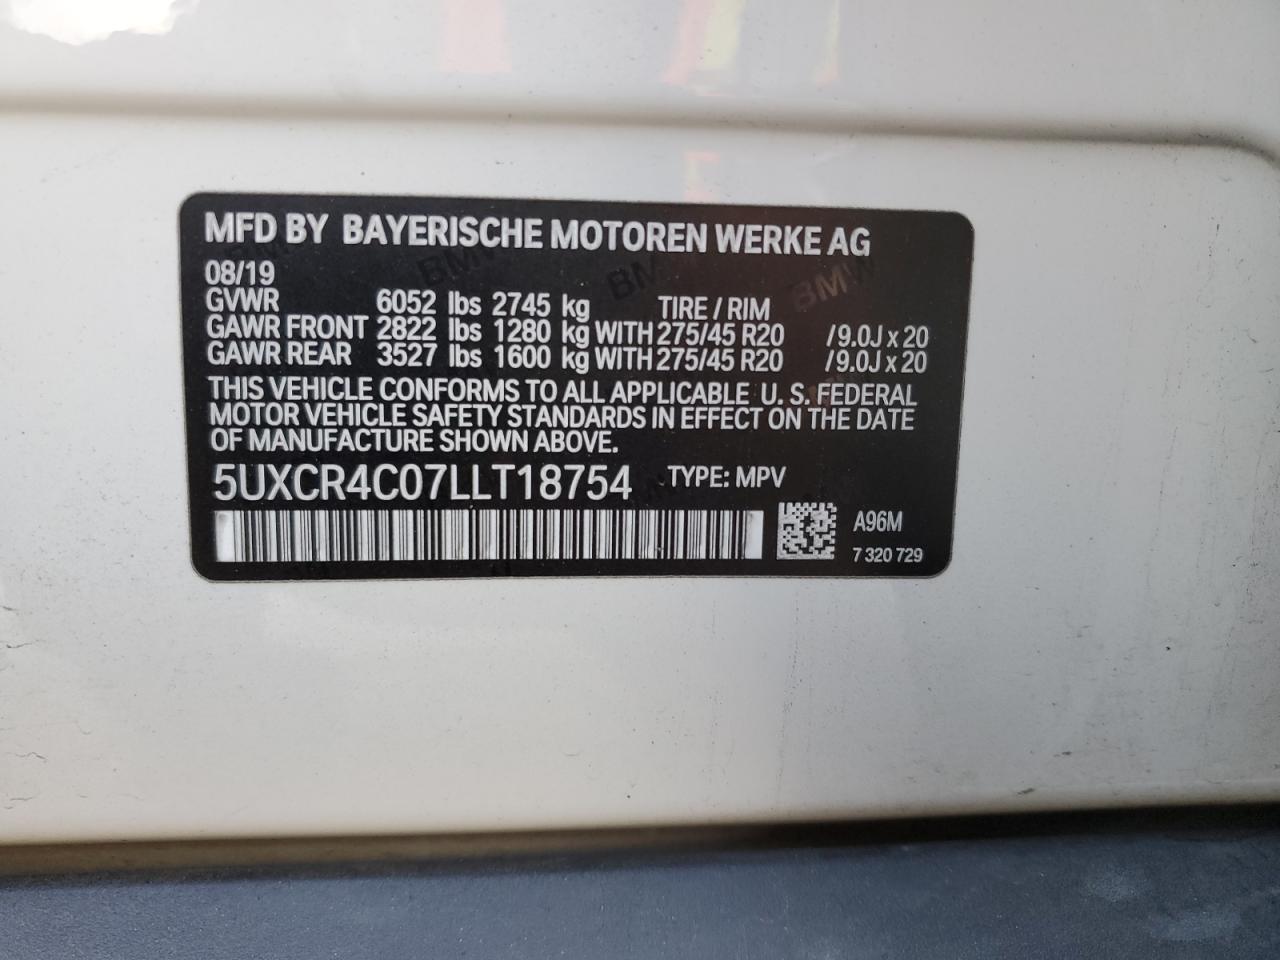 MFD BY BAYERISCHE MOTOREN WERKE AG
08/19
GVWR 6052 lbs 2745 kg TIRE / RIM
GAWR FRONT 2822 lbs 1280 kg WITH 275/45 R20 /9.0J x 20
GAWR REAR 3527 lbs 1600 kg WITH 275/45 R20 /9.0J x 20
THIS VEHICLE CONFORMS TO ALL APPLICABLE U. S. FEDERAL
MOTOR VEHICLE SAFETY STANDARDS IN EFFECT ON THE DATE
OF MANUFACTURE SHOWN ABOVE.
5UXCR4C07LLT18754 TYPE: MPV
A96M
7 320 729
BMW
BMW
BMW